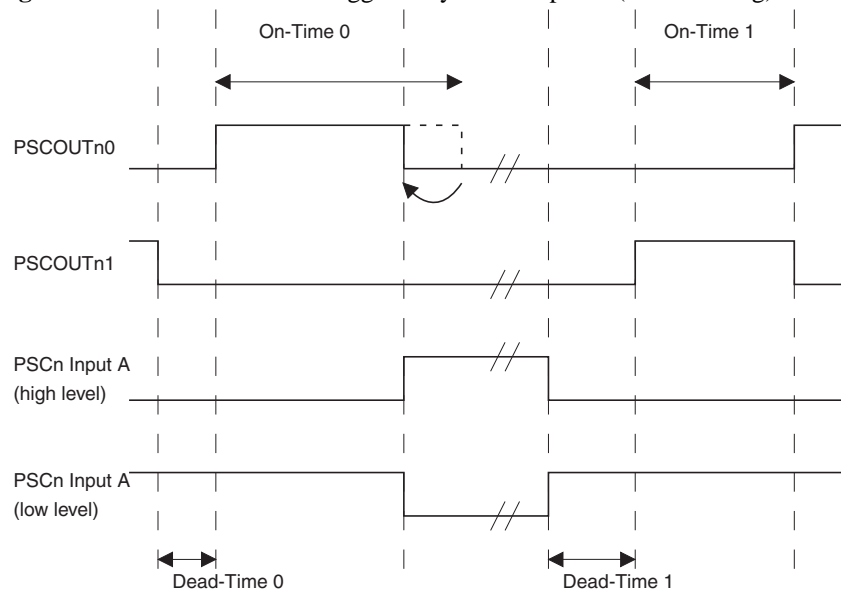 On-Time 0
On-Time 1
PSCOUTn0
PSCOUTn1
PSCn Input A
(high level)
PSCn Input A
(low level)
Dead-Time 0
Dead-Time 1